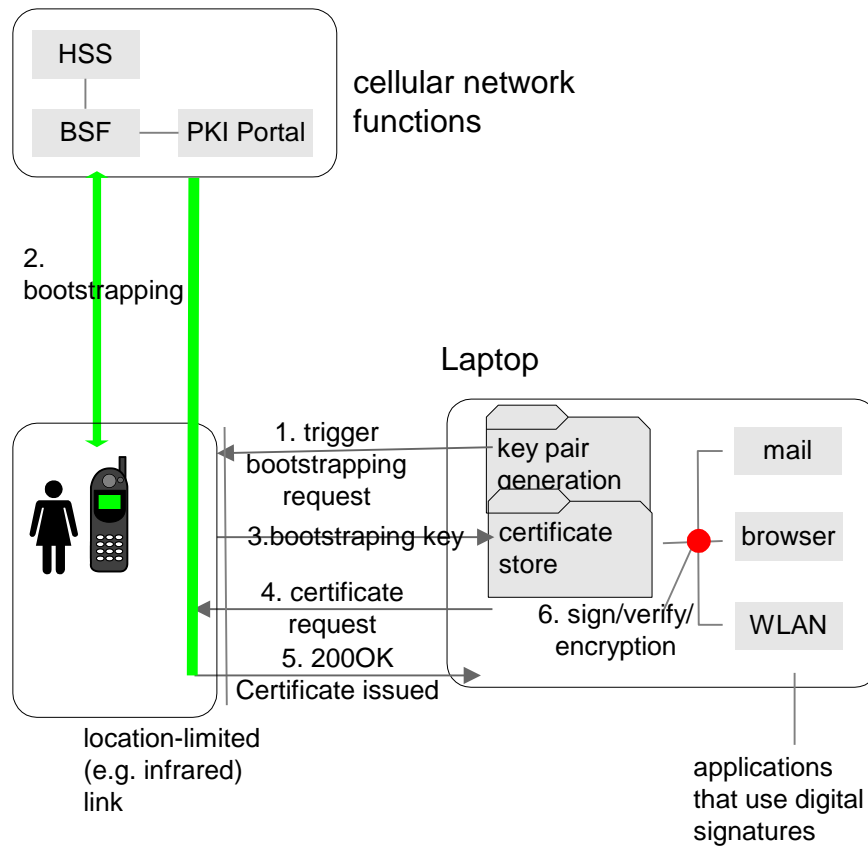 HSS
BSF
PKI Portal
cellular network
functions
2.
bootstrapping
Laptop
1. trigger
bootstrapping
request
key pair
generation
mail
3.bootstraping key
certificate
store
browser
4. certificate
request
6. sign/verify/
encryption
WLAN
5. 200OK
Certificate issued
location-limited
(e.g. infrared)
link
applications
that use digital
signatures